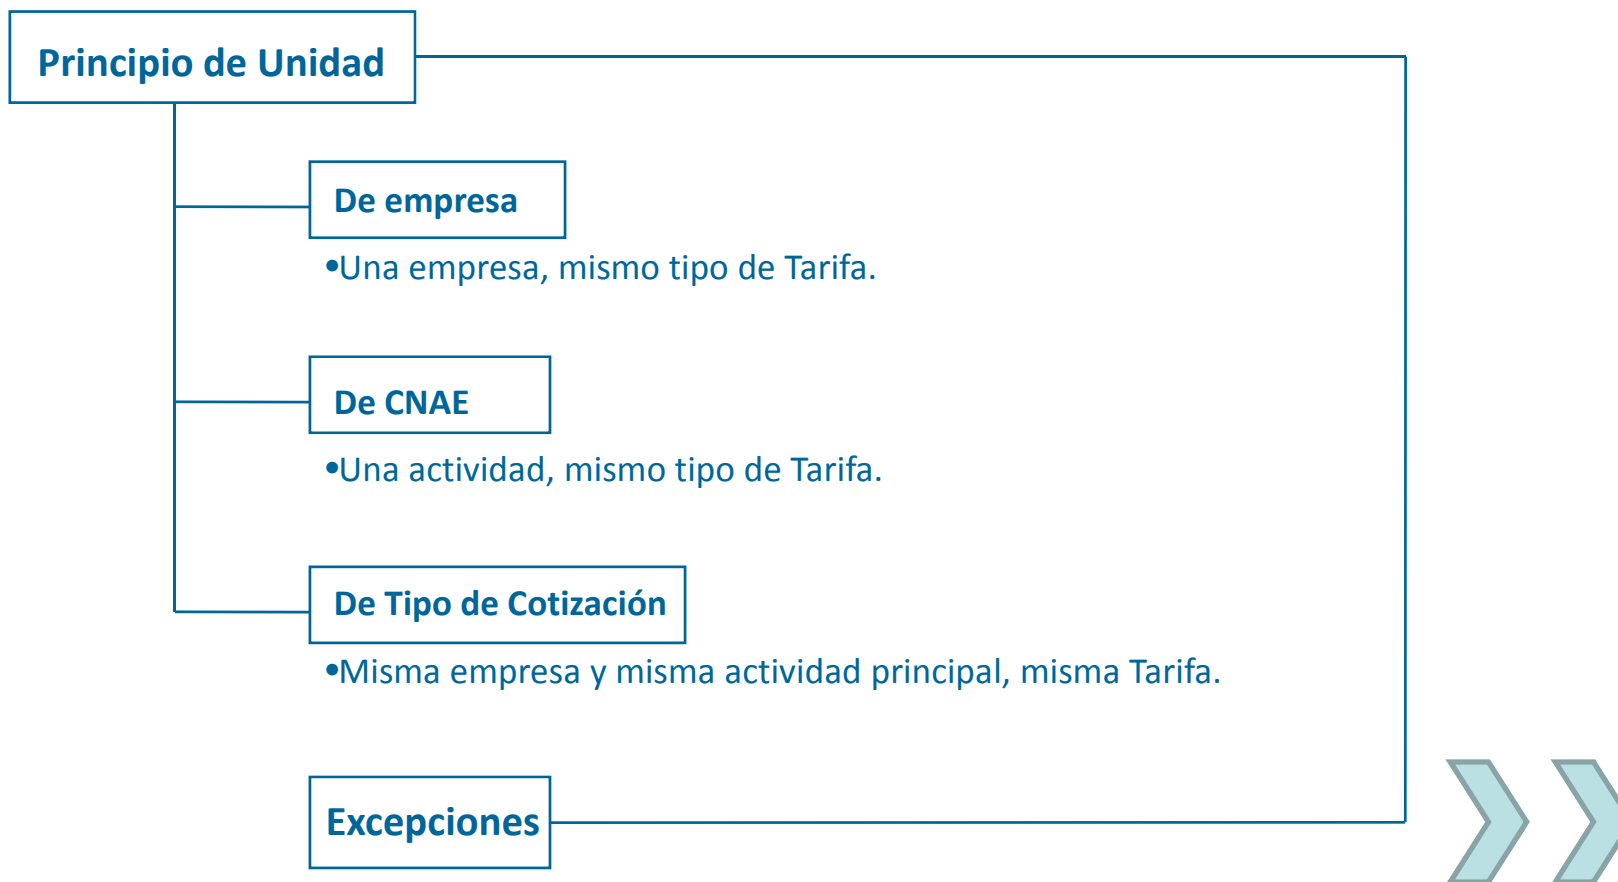 Principio de Unidad
De empresa
•Una empresa, mismo tipo de Tarifa.
De CNAE
•Una actividad, mismo tipo de Tarifa.
De Tipo de Cotización
•Misma empresa y misma actividad principal, misma Tarifa.
Excepciones